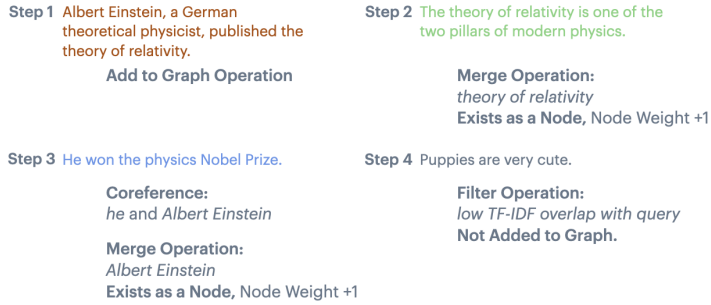 Step 1 Albert Einstein, a German
theoretical physicist, published the
theory of relativity.
Add to Graph Operation
Step 2 The theory of relativity is one of the
two pillars of modern physics.
Merge Operation:
theory of relativity
Exists as a Node, Node Weight +1
Step 3 He won the physics Nobel Prize.
Coreference:
he and Albert Einstein
Merge Operation:
Albert Einstein
Exists as a Node, Node Weight +1
Step 4 Puppies are very cute.
Filter Operation:
low TF-IDF overlap with query
Not Added to Graph.